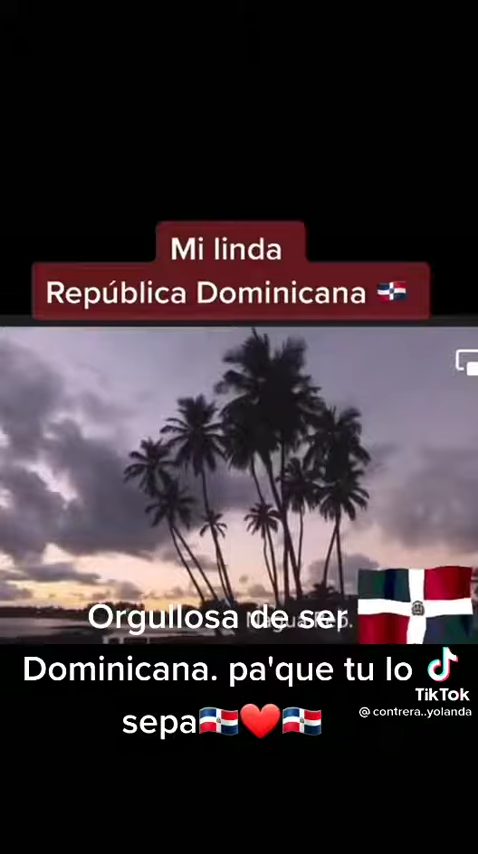 Mi linda
República Dominicana 🇩🇴
Orgullosa de ser
Dominicana. pa'que tu lo
sepa🇩🇴❤️🇩🇴
TikTok
@contrera..yolanda